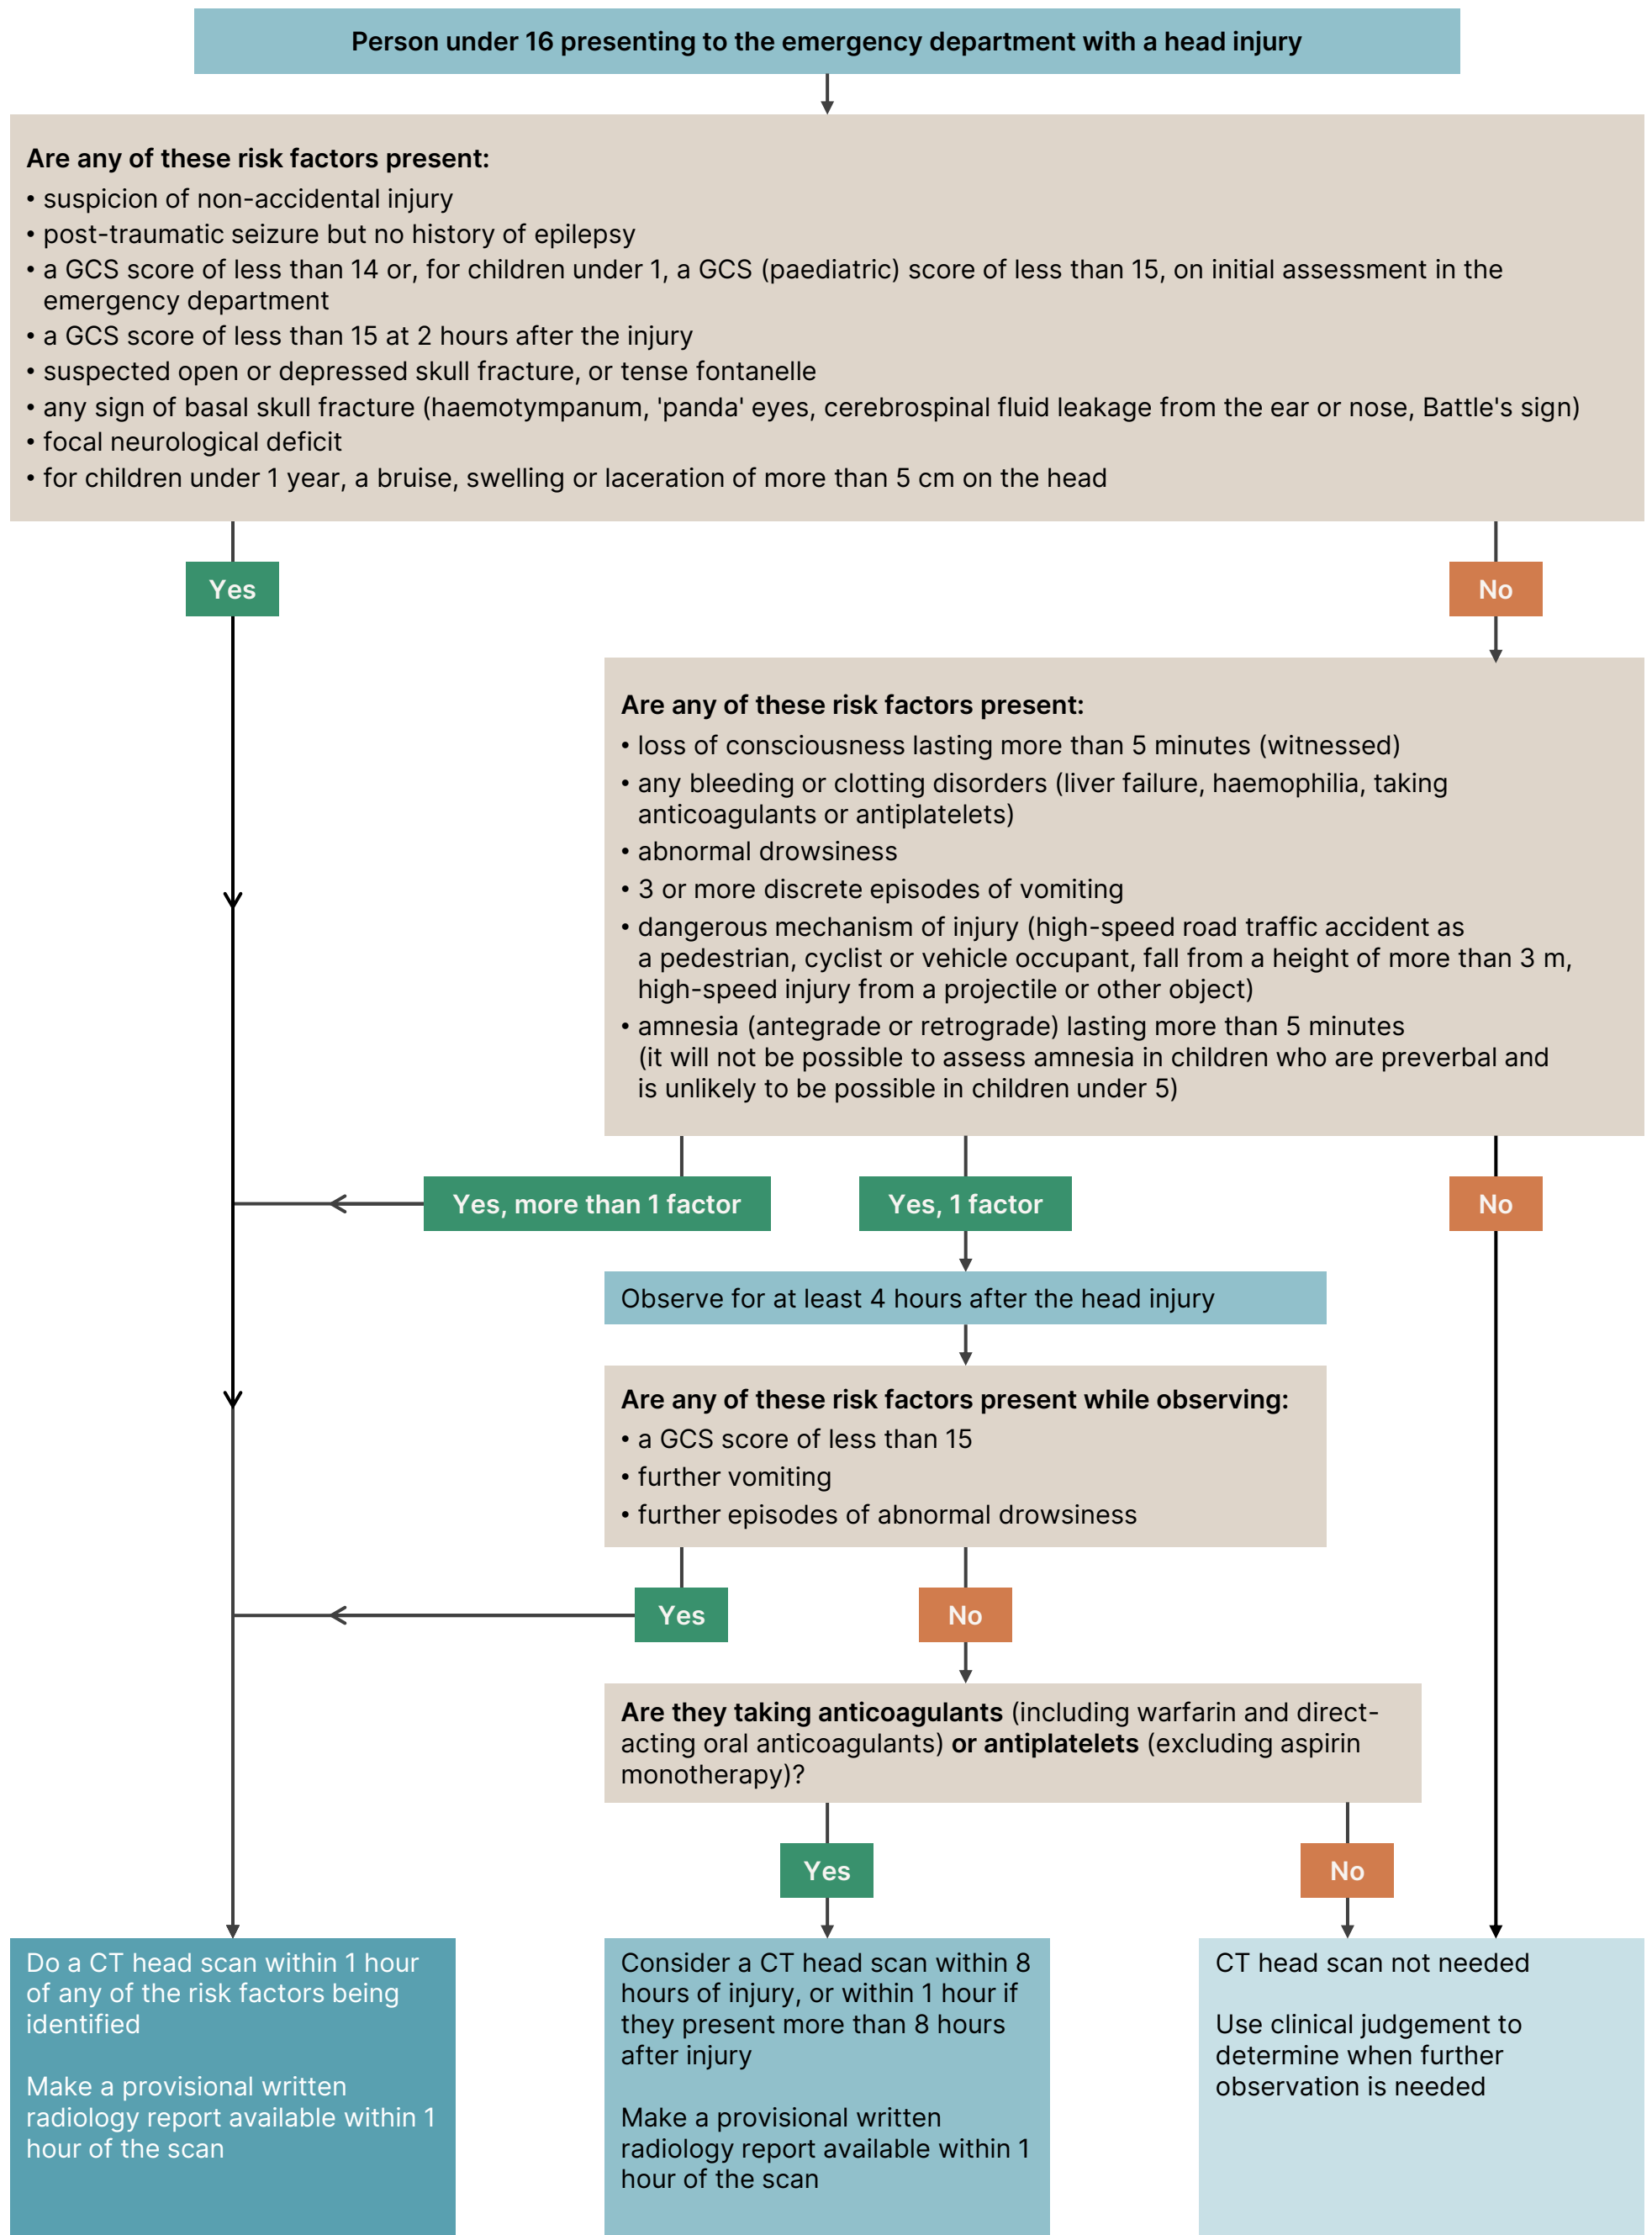 Person under 16 presenting to the emergency department with a head injury
Are any of these risk factors present:
• suspicion of non-accidental injury
• post-traumatic seizure but no history of epilepsy
• a GCS score of less than 14 or, for children under 1, a GCS (paediatric) score of less than 15, on initial assessment in the
emergency department
• a GCS score of less than 15 at 2 hours after the injury
• suspected open or depressed skull fracture, or tense fontanelle
• any sign of basal skull fracture (haemotympanum, 'panda' eyes, cerebrospinal fluid leakage from the ear or nose, Battle's sign)
• focal neurological deficit
• for children under 1 year, a bruise, swelling or laceration of more than 5 cm on the head
Yes
No
Are any of these risk factors present:
• loss of consciousness lasting more than 5 minutes (witnessed)
• any bleeding or clotting disorders (liver failure, haemophilia, taking
anticoagulants or antiplatelets)
• abnormal drowsiness
• 3 or more discrete episodes of vomiting
• dangerous mechanism of injury (high-speed road traffic accident as
a pedestrian, cyclist or vehicle occupant, fall from a height of more than 3 m,
high-speed injury from a projectile or other object)
• amnesia (antegrade or retrograde) lasting more than 5 minutes
(it will not be possible to assess amnesia in children who are preverbal and
is unlikely to be possible in children under 5)
Yes, more than 1 factor
Yes, 1 factor
No
Observe for at least 4 hours after the head injury
Are any of these risk factors present while observing:
• a GCS score of less than 15
• further vomiting
• further episodes of abnormal drowsiness
Yes
No
Are they taking anticoagulants (including warfarin and direct-
acting oral anticoagulants) or antiplatelets (excluding aspirin
monotherapy)?
Yes
No
Do a CT head scan within 1 hour
of any of the risk factors being
identified
Make a provisional written
radiology report available within 1
hour of the scan
Consider a CT head scan within 8
hours of injury, or within 1 hour if
they present more than 8 hours
after injury
Make a provisional written
radiology report available within 1
hour of the scan
CT head scan not needed
Use clinical judgement to
determine when further
observation is needed